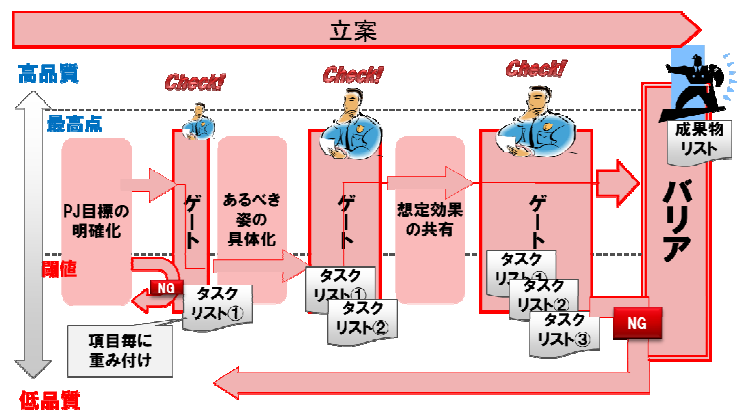 立案
高品質
Check!
Check!
Check!
最高点
成果物
リスト
PJ目標の
明確化
ゲート
あるべき
姿の
具体化
ゲート
想定効果
の共有
ゲート
バリア
閾値
NG
タスク
リスト①
タスク
リスト①
タスク
リスト②
タスク
リスト①
タスク
リスト②
タスク
リスト③
NG
項目毎に
重み付け
低品質